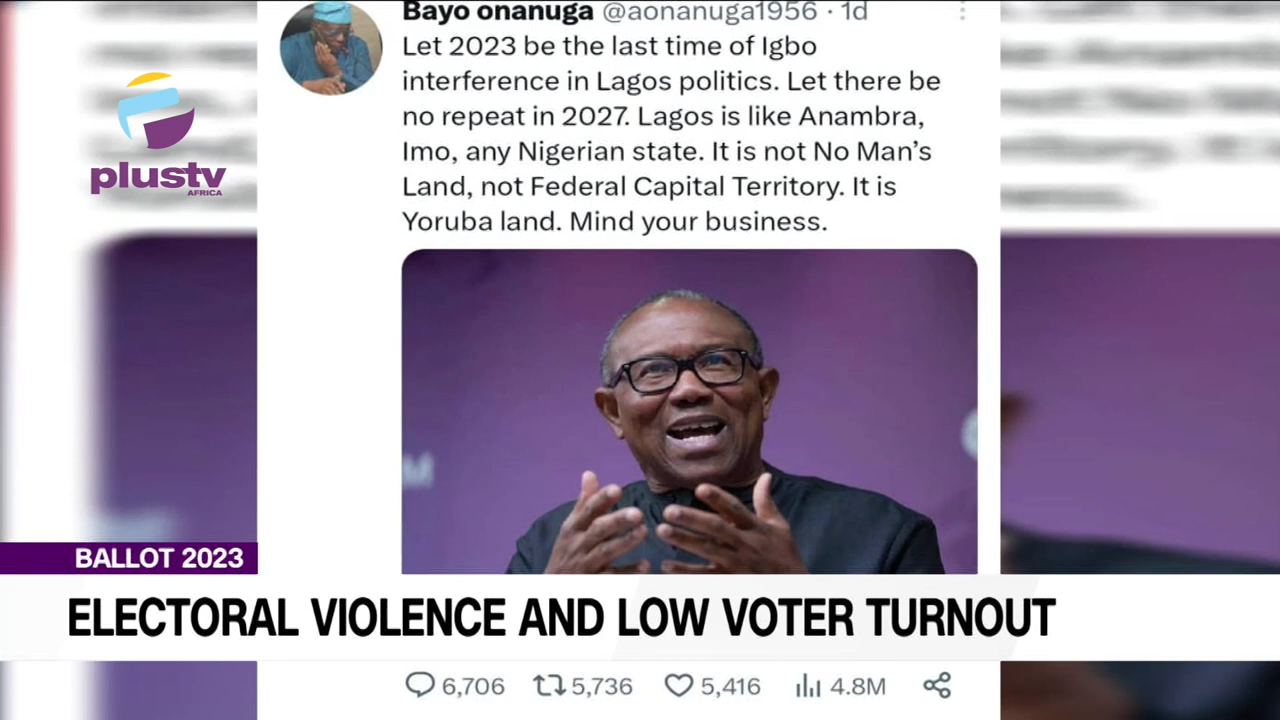 Bayo onanuga @aonanuga1956 · 1d
Let 2023 be the last time of Igbo
interference in Lagos politics. Let there be
no repeat in 2027. Lagos is like Anambra,
Imo, any Nigerian state. It is not No Man's
Land, not Federal Capital Territory. It is
Yoruba land. Mind your business.
plustv
AFRICA
BALLOT 2023
ELECTORAL VIOLENCE AND LOW VOTER TURNOUT
6,706 5,736 5,416 4.8M